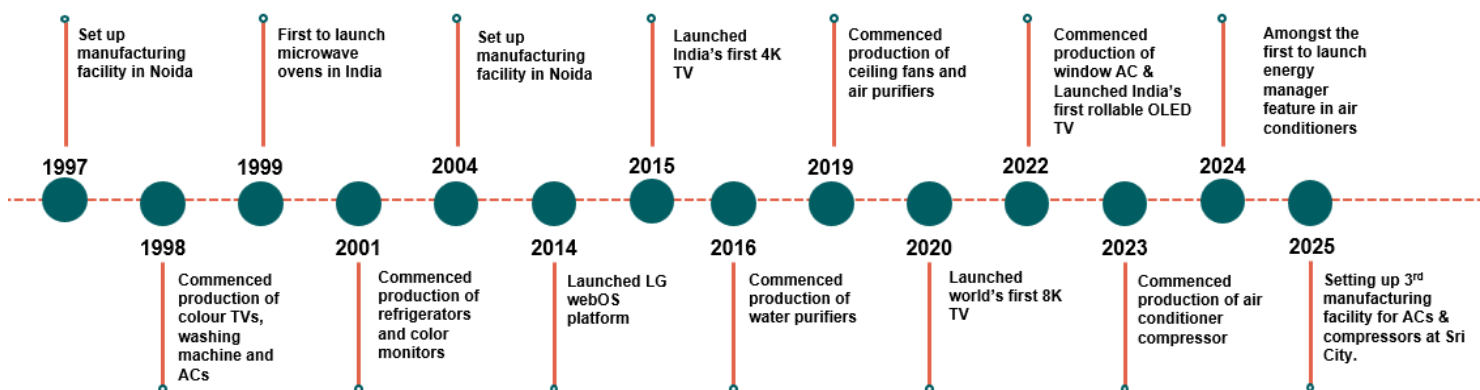 Set up
manufacturing
facility in Noida
1997
1998
Commenced
production of
colour TVs,
washing
machine and
ACs
First to launch
microwave
ovens in India
1999
2001
Commenced
production of
refrigerators
and color
monitors
Set up
manufacturing
facility in Noida
2004
2014
Launched LG
webOS
platform
Launched
India's first 4K
TV
2015
2016
Commenced
production of
water purifiers
Commenced
production of
ceiling fans and
air purifiers
2019
2020
Launched
world's first 8K
TV
Commenced
production of
window AC &
Launched India's
first rollable OLED
TV
2022
2023
Commenced
production of air
conditioner
compressor
Amongst the
first to launch
energy
manager
feature in air
conditioners
2024
2025
Setting up 3rd
manufacturing
facility for ACs &
compressors at Sri
City.